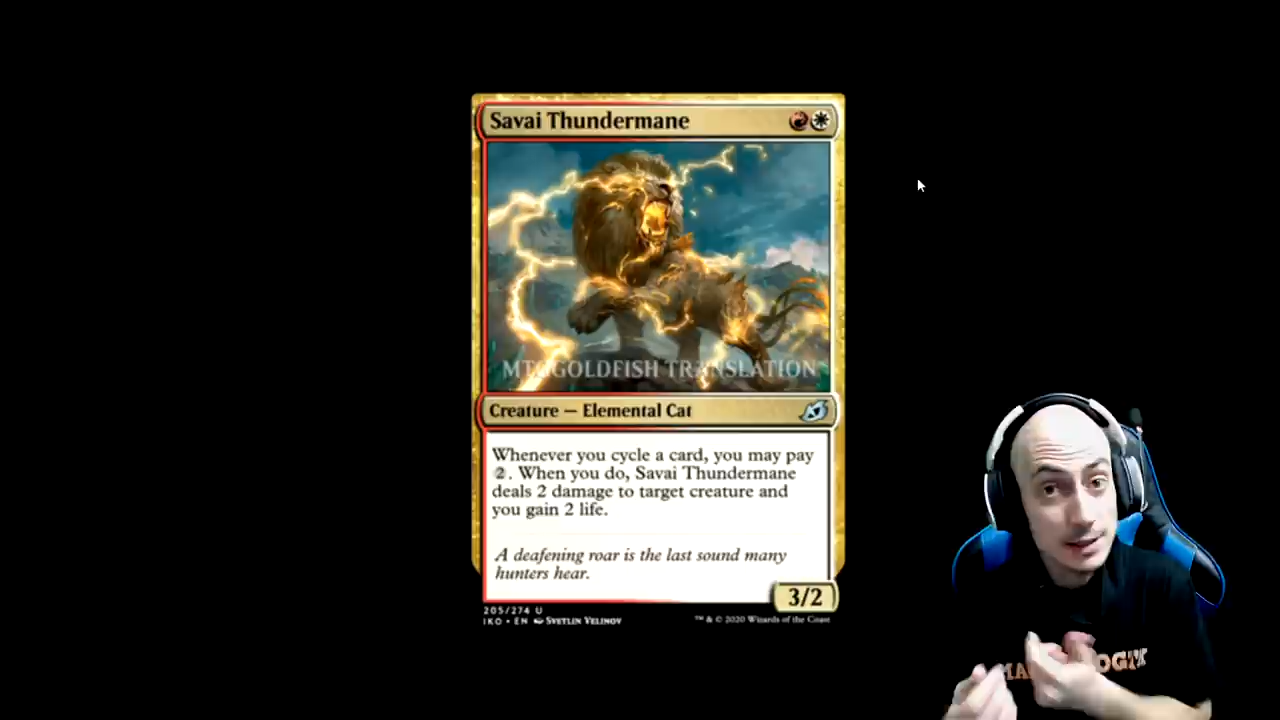 Savai Thundermane
MTGGOLDFISH TRANSLATION
Creature — Elemental Cat
Whenever you cycle a card, you may pay
2. When you do, Savai Thundermane
deals 2 damage to target creature and
you gain 2 life.
A deafening roar is the last sound many
hunters hear.
3/2
205/274 U
IKO • EN Svetlin Velinov
™ & © 2020 Wizards of the Coast